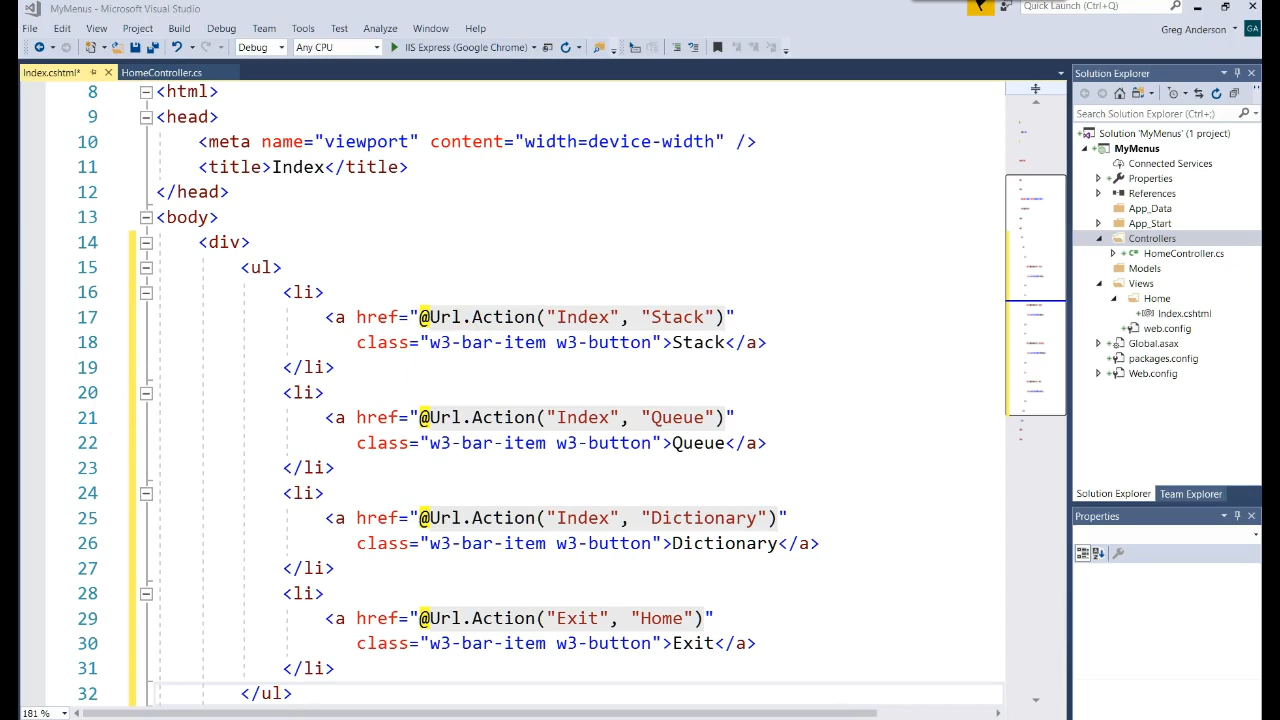 MyMenus - Microsoft Visual Studio
Quick Launch (Ctrl+;)
File Edit View Project Build Debug Team Tools Test Analyze Window Help
Greg Anderson GA
Debug Any CPU IIS Express (Google Chrome)
Index.cshtml* HomeController.cs
8 <html>
9 <head>
10 <meta name="viewport" content="width=device-width" />
11 <title>Index</title>
12 </head>
13 <body>
14 <div>
15 <ul>
16 <li>
17 <a href="@Url.Action("Index", "Stack")"
18 class="w3-bar-item w3-button">Stack</a>
19 </li>
20 <li>
21 <a href="@Url.Action("Index", "Queue")"
22 class="w3-bar-item w3-button">Queue</a>
23 </li>
24 <li>
25 <a href="@Url.Action("Index", "Dictionary")"
26 class="w3-bar-item w3-button">Dictionary</a>
27 </li>
28 <li>
29 <a href="@Url.Action("Exit", "Home")"
30 class="w3-bar-item w3-button">Exit</a>
31 </li>
32 </ul>
181 %
Solution Explorer
Search Solution Explorer (Ctrl+;)
Solution 'MyMenus' (1 project)
MyMenus
Connected Services
Properties
References
App_Data
App_Start
Controllers
HomeController.cs
Models
Views
Home
Index.cshtml
web.config
Global.asax
packages.config
Web.config
Solution Explorer Team Explorer
Properties